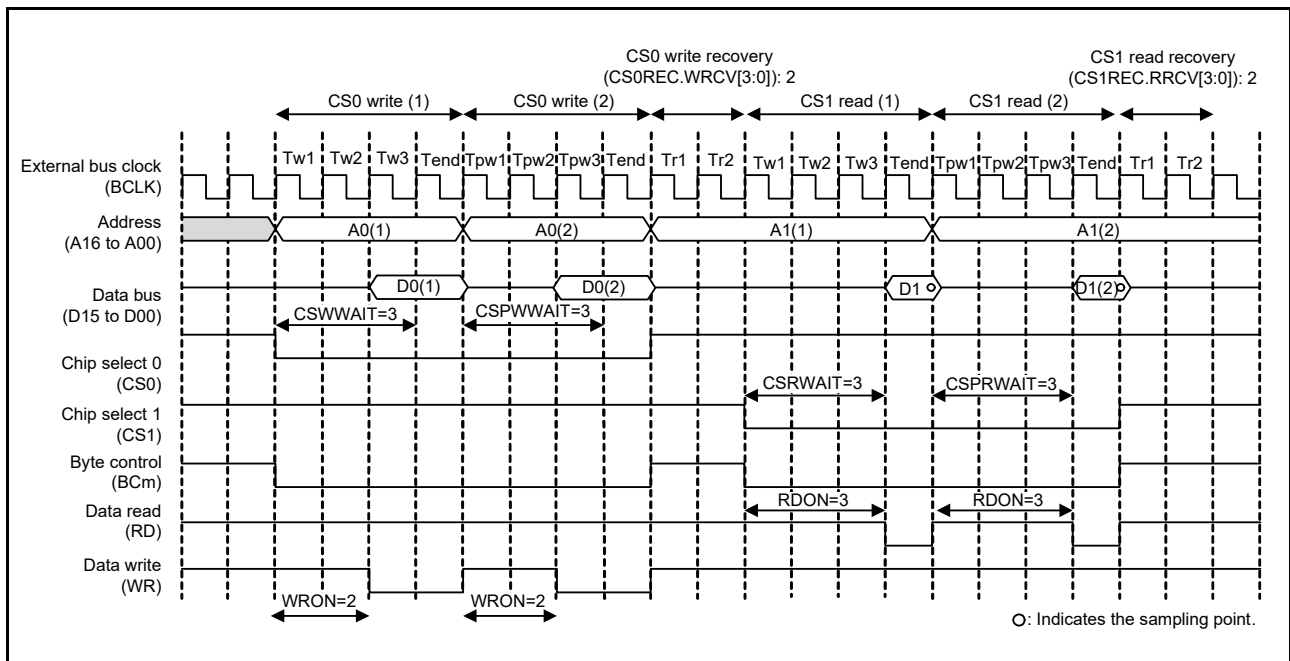 CS0 write recovery
(CS0REC.WRCV[3:0]): 2
CS1 read recovery
(CS1REC.RRCV[3:0]): 2
CS0 write (1)
CS0 write (2)
CS1 read (1)
CS1 read (2)
Tw1 Tw2 Tw3 Tend Tpw1 Tpw2 Tpw3 Tend Tr1 Tr2 Tw1 Tw2 Tw3 Tend Tpw1 Tpw2 Tpw3 Tend Tr1 Tr2
External bus clock
(BCLK)
Address
(A16 to A00)
A0(1) A0(2) A1(1) A1(2)
Data bus
(D15 to D00)
D0(1) D0(2) D1 D1(2)
CSWWAIT=3 CSPWWAIT=3
Chip select 0
(CS0)
CSRWAIT=3 CSPRWAIT=3
Chip select 1
(CS1)
Byte control
(BCm)
RDON=3 RDON=3
Data read
(RD)
Data write
(WR)
WRON=2 WRON=2
O: Indicates the sampling point.